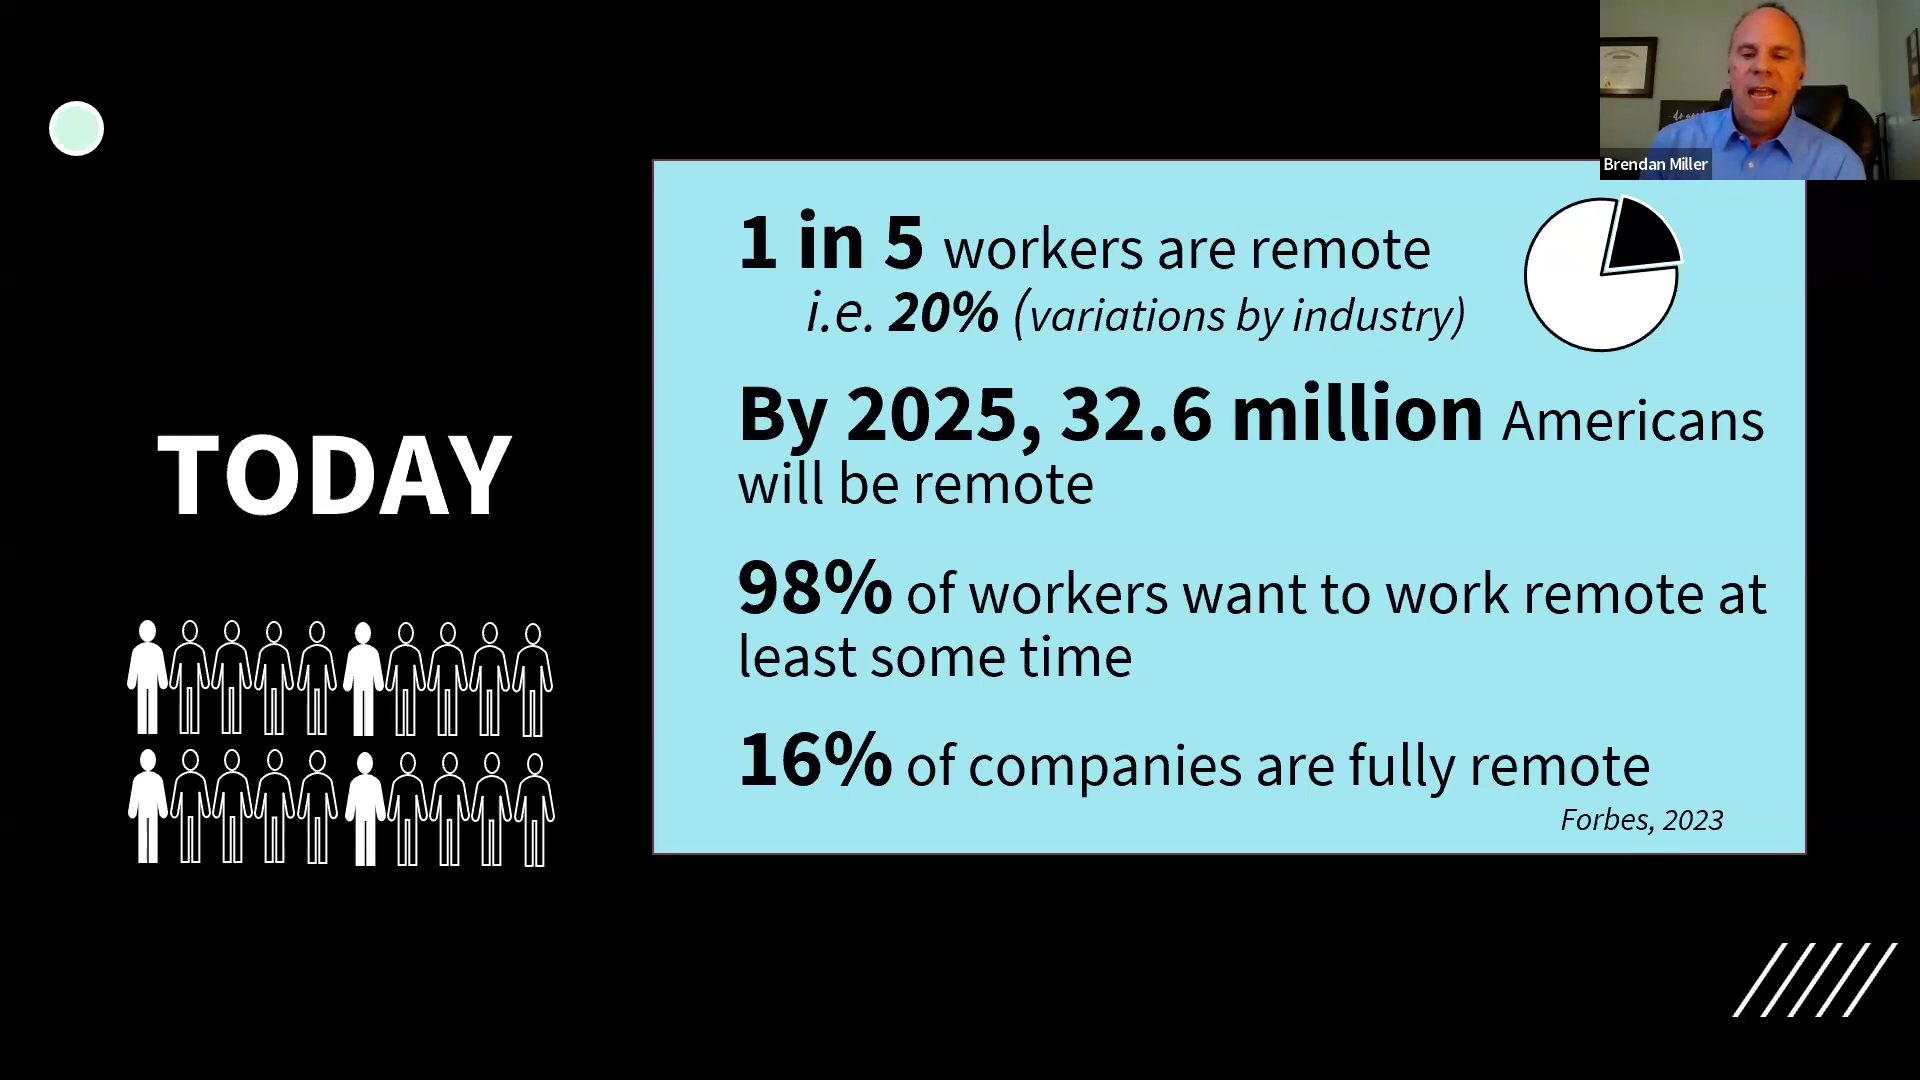 Brendan Miller
TODAY
1 in 5 workers are remote
i.e. 20% (variations by industry)
By 2025, 32.6 million Americans
will be remote
98% of workers want to work remote at
least some time
16% of companies are fully remote
Forbes, 2023